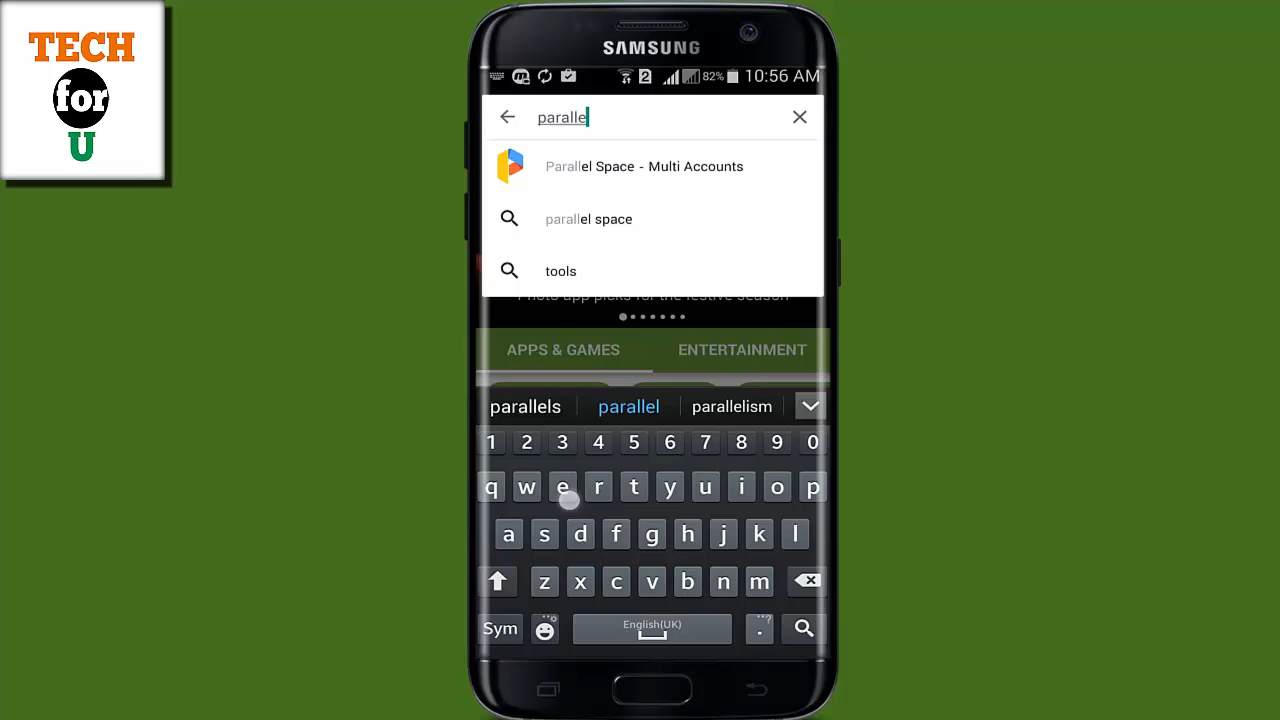 TECH
for
U
SAMSUNG
2 82% 10:56 AM
paralle
Parallel Space - Multi Accounts
parallel space
tools
Photo app picks for the festive season
APPS & GAMES ENTERTAINMENT
parallels parallel parallelism
1 2 3 4 5 6 7 8 9 0
q w e r t y u i o p
a s d f g h j k l
z x c v b n m
Sym English(UK) . ...?